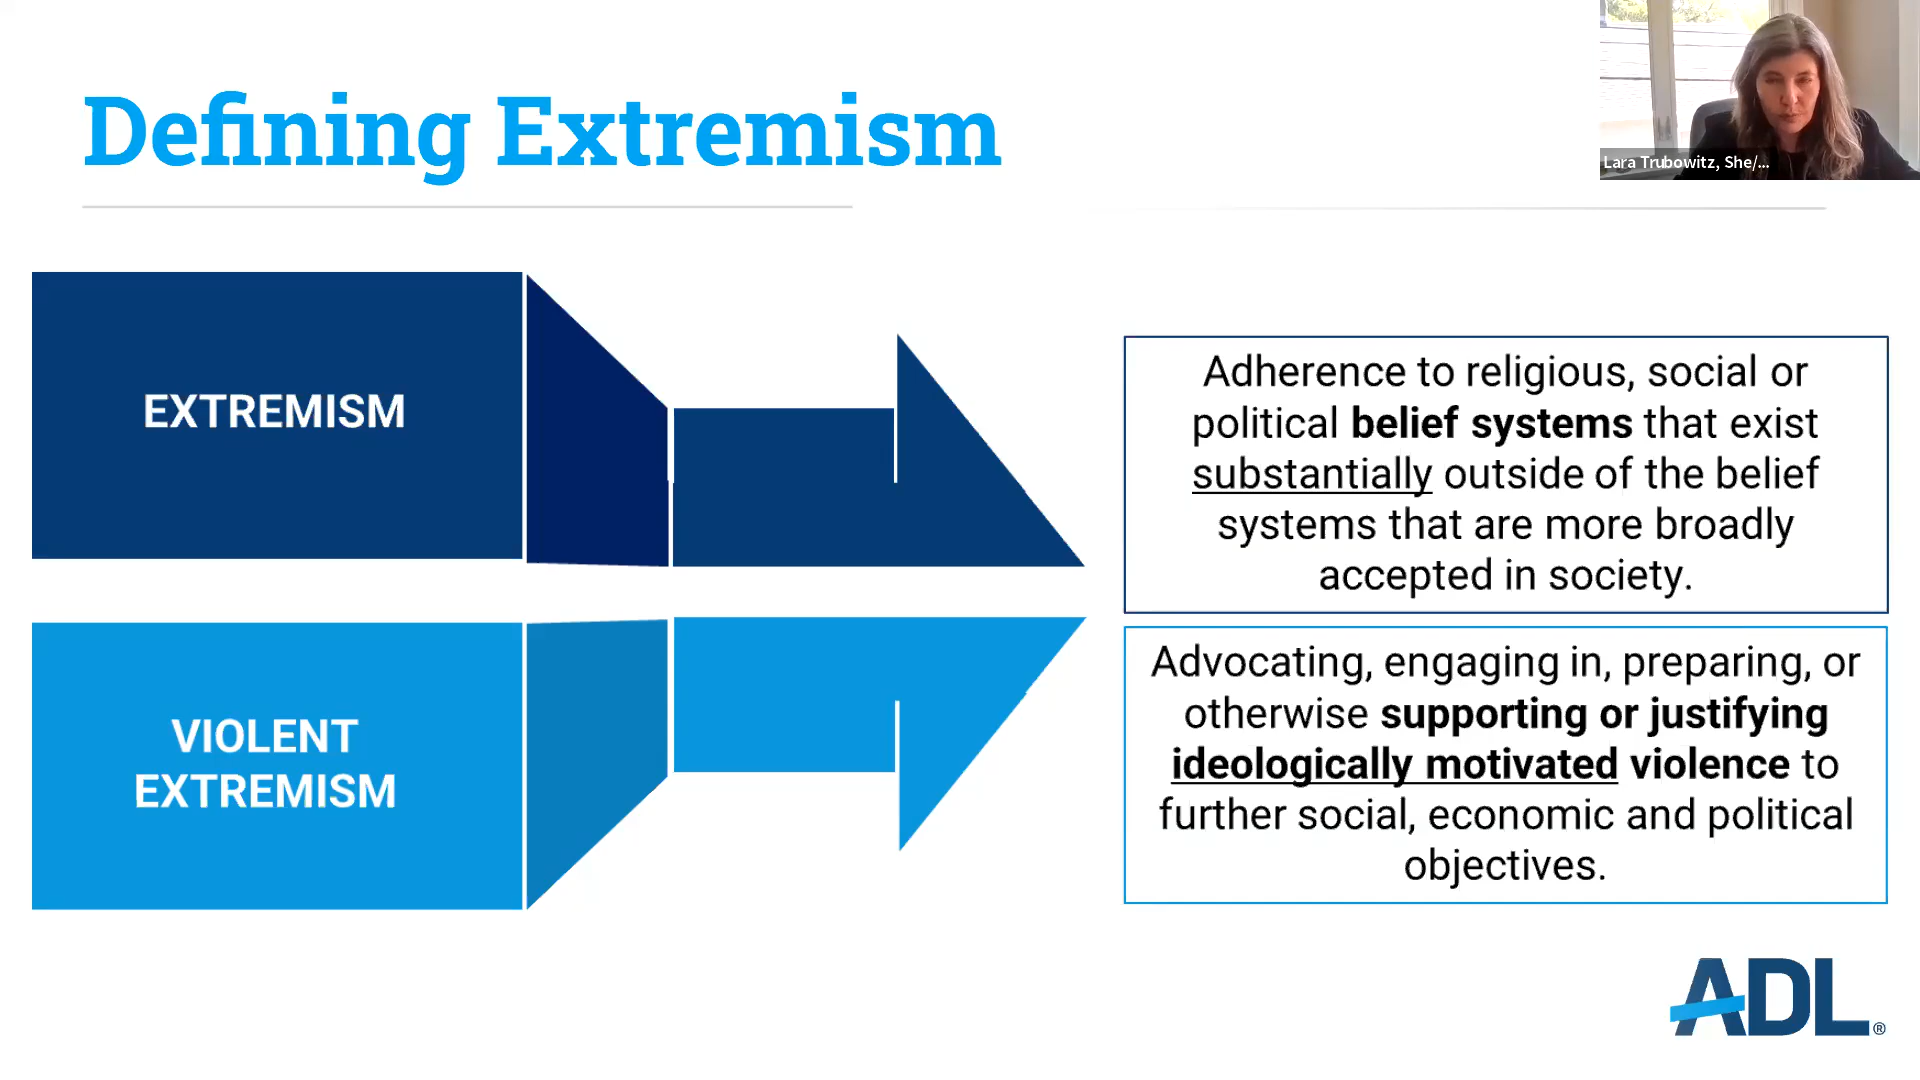 Defining Extremism
Lara Trubowitz, She/...
EXTREMISM
Adherence to religious, social or
political belief systems that exist
substantially outside of the belief
systems that are more broadly
accepted in society.
VIOLENT
EXTREMISM
Advocating, engaging in, preparing, or
otherwise supporting or justifying
ideologically motivated violence to
further social, economic and political
objectives.
ADL®